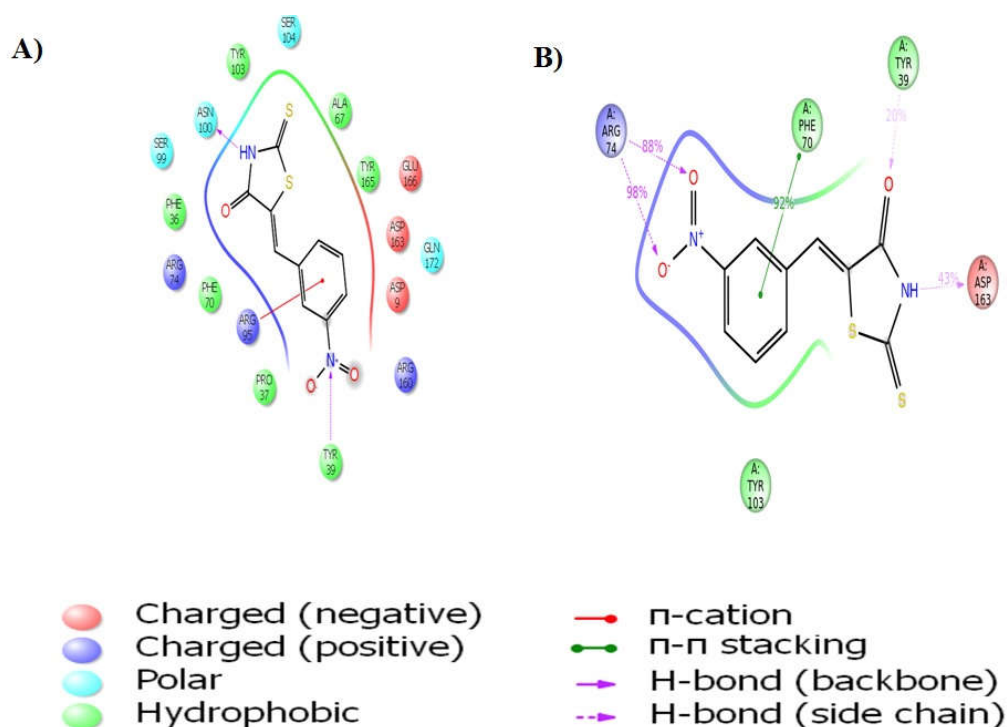 A)
SER
104
TYR
103
ASN
100
ALA
67
SER
99
TYR
165
GLU
166
PHE
36
ASP
163
GLN
172
ARG
74
PHE
70
ASP
9
ARG
95
PRO
37
ARG
160
TYR
39
S
HN
S
O
N+
O-
O
B)
A:
TYR
39
A:
ARG
74
A:
PHE
70
20%
88%
98%
92%
O
O
N+
O-
NH
43%
A:
ASP
163
S
S
A:
TYR
103
Charged (negative)
Charged (positive)
Polar
Hydrophobic
π-cation
π-π stacking
H-bond (backbone)
H-bond (side chain)